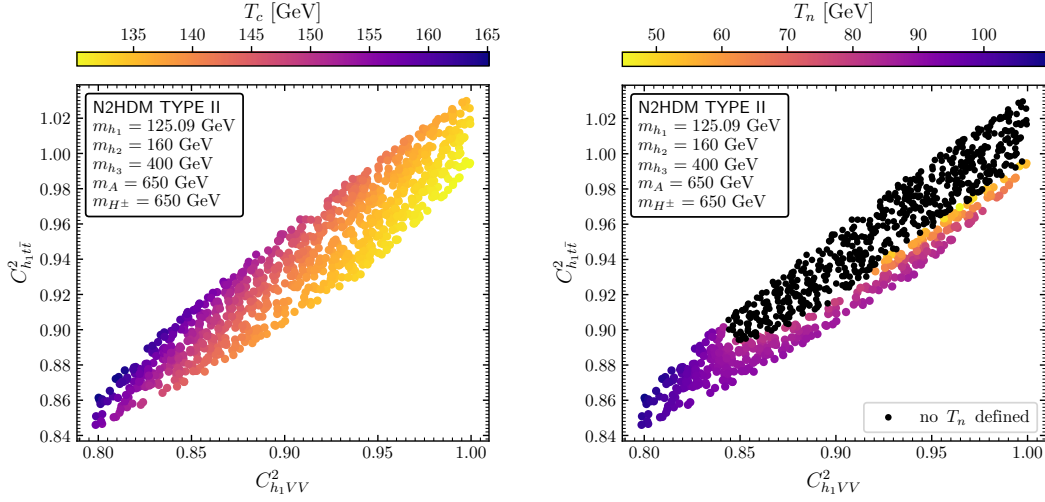 T_c [GeV]
135 140 145 150 155 160 165
N2HDM TYPE II
m_{h_1} = 125.09 GeV
m_{h_2} = 160 GeV
m_{h_3} = 400 GeV
m_A = 650 GeV
m_{H^±} = 650 GeV
1.02
1.00
0.98
0.96
0.94
0.92
0.90
0.88
0.86
0.84
C^2_{h_1 t\bar{t}}
0.80 0.85 0.90 0.95 1.00
C^2_{h_1 VV}
T_n [GeV]
50 60 70 80 90 100
N2HDM TYPE II
m_{h_1} = 125.09 GeV
m_{h_2} = 160 GeV
m_{h_3} = 400 GeV
m_A = 650 GeV
m_{H^±} = 650 GeV
1.02
1.00
0.98
0.96
0.94
0.92
0.90
0.88
0.86
0.84
C^2_{h_1 t\bar{t}}
no T_n defined
0.80 0.85 0.90 0.95 1.00
C^2_{h_1 VV}